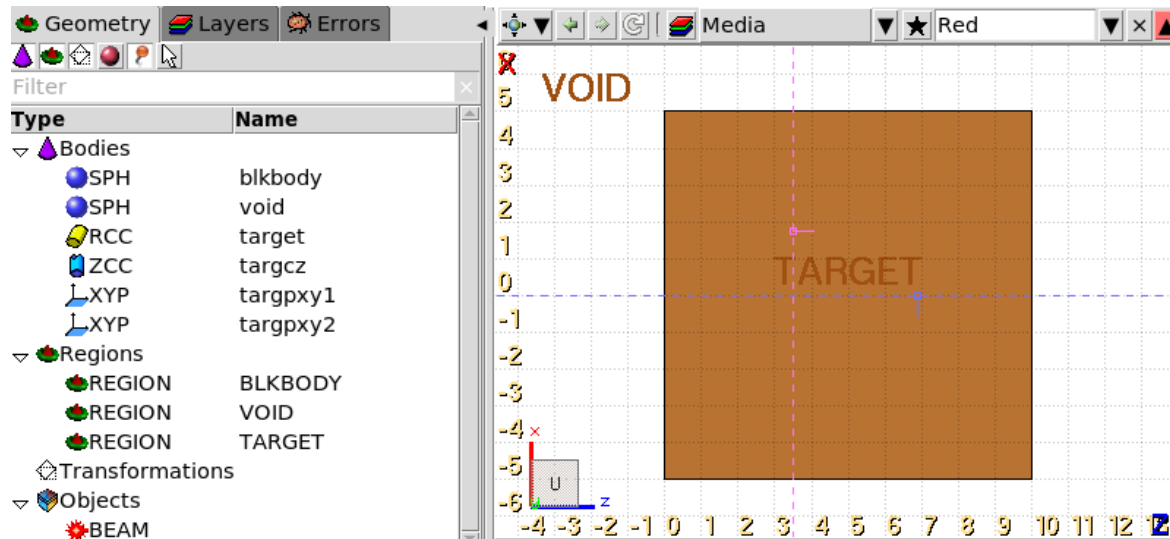 Geometry Layers Errors
Media Red
Filter
Type Name
Bodies
SPH blkbody
SPH void
RCC target
ZCC targcz
XYP targpxy1
XYP targpxy2
Regions
REGION BLKBODY
REGION VOID
REGION TARGET
Transformations
Objects
BEAM
VOID
TARGET
5
4
3
2
1
0
-1
-2
-3
-4
-5
-6
x
U
z
-4 -3 -2 -1 0 1 2 3 4 5 6 7 8 9 10 11 12 Z